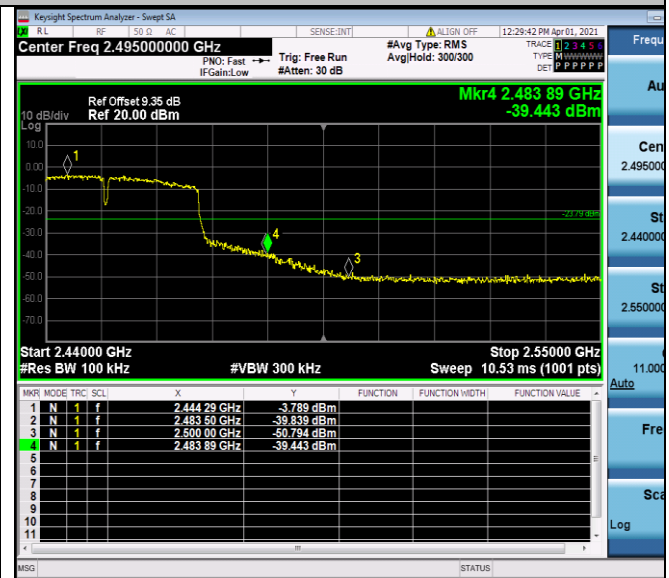 Keysight Spectrum Analyzer - Swept SA
RL RF 50 Ω AC SENSE:INT ALIGN OFF 12:29:42 PM Apr 01, 2021
Center Freq 2.495000000 GHz #Avg Type: RMS TRACE 1 2 3 4 5 6 Frequ
PNO: Fast Trig: Free Run Avg|Hold: 300/300 TYPE M WWWWW
IFGain:Low #Atten: 30 dB DET P P P P P P
Au
Mkr4 2.483 89 GHz
Ref Offset 9.35 dB
10 dB/div Ref 20.00 dBm -39.443 dBm
Log
10.0
1
Cen
0.00
2.495000
-10.0
-20.0
-23.79 dBm
St
-30.0
4
2.440000
-40.0
3
-50.0
St
-60.0
2.550000
-70.0
Start 2.44000 GHz Stop 2.55000 GHz
#Res BW 100 kHz #VBW 300 kHz Sweep 10.53 ms (1001 pts)
11.000
Auto
MKR MODE TRC SCL X Y FUNCTION FUNCTION WIDTH FUNCTION VALUE
1 N 1 f 2.444 29 GHz -3.789 dBm
2 N 1 f 2.483 50 GHz -39.839 dBm
3 N 1 f 2.500 00 GHz -50.794 dBm
4 N 1 f 2.483 89 GHz -39.443 dBm
Fre
5
6
7
8
Sca
9
10
Log
11
MSG STATUS